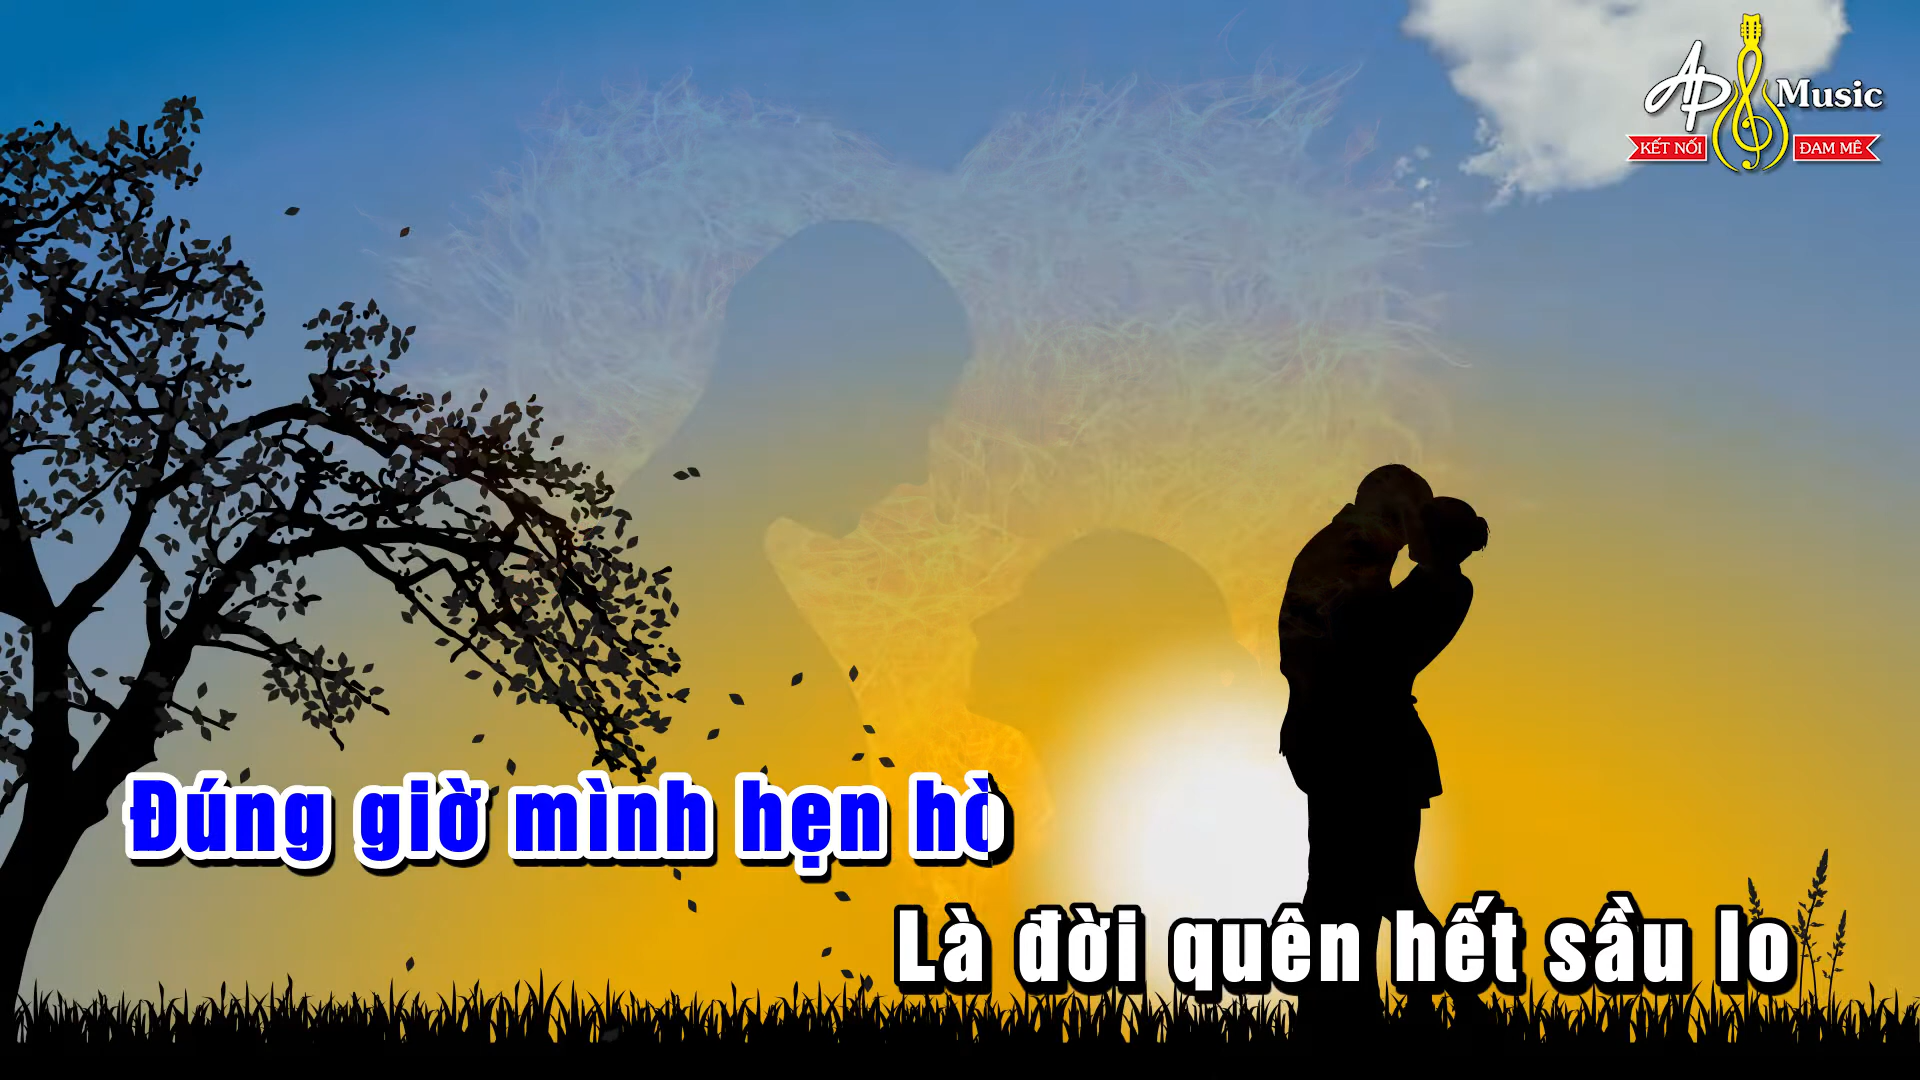 AP Music
KẾT NỐI ĐAM MÊ
Đúng giờ mình hẹn hò
Là đời quên hết sầu lo